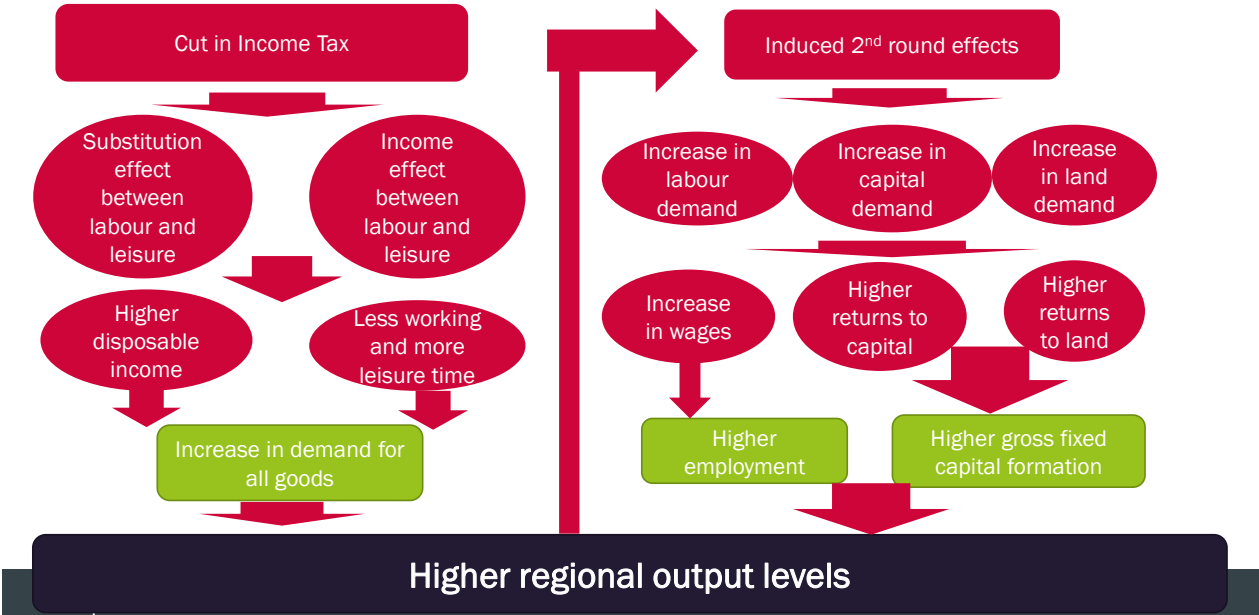 Cut in Income Tax
Substitution
effect
between
labour and
leisure
Income
effect
between
labour and
leisure
Higher
disposable
income
Less working
and more
leisure time
Increase in demand for
all goods
Induced 2nd round effects
Increase in
labour
demand
Increase in
capital
demand
Increase
in land
demand
Increase
in wages
Higher
returns to
capital
Higher
returns
to land
Higher
employment
Higher gross fixed
capital formation
Higher regional output levels